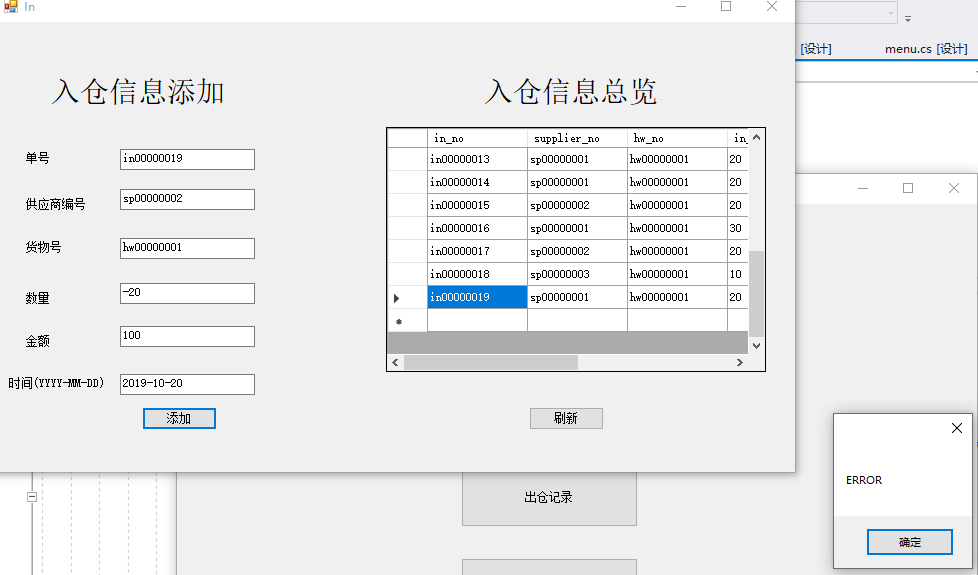 In
[设计]
menu.cs [设计]
入仓信息添加
单号 in00000019
供应商编号 sp00000002
货物号 hw00000001
数量 -20
金额 100
时间(YYYY-MM-DD) 2019-10-20
添加
入仓信息总览
in_no supplier_no hw_no in_
in00000013 sp00000001 hw00000001 20
in00000014 sp00000001 hw00000001 20
in00000015 sp00000002 hw00000001 20
in00000016 sp00000001 hw00000001 30
in00000017 sp00000002 hw00000001 20
in00000018 sp00000003 hw00000001 10
in00000019 sp00000001 hw00000001 20
刷新
出仓记录
ERROR
确定